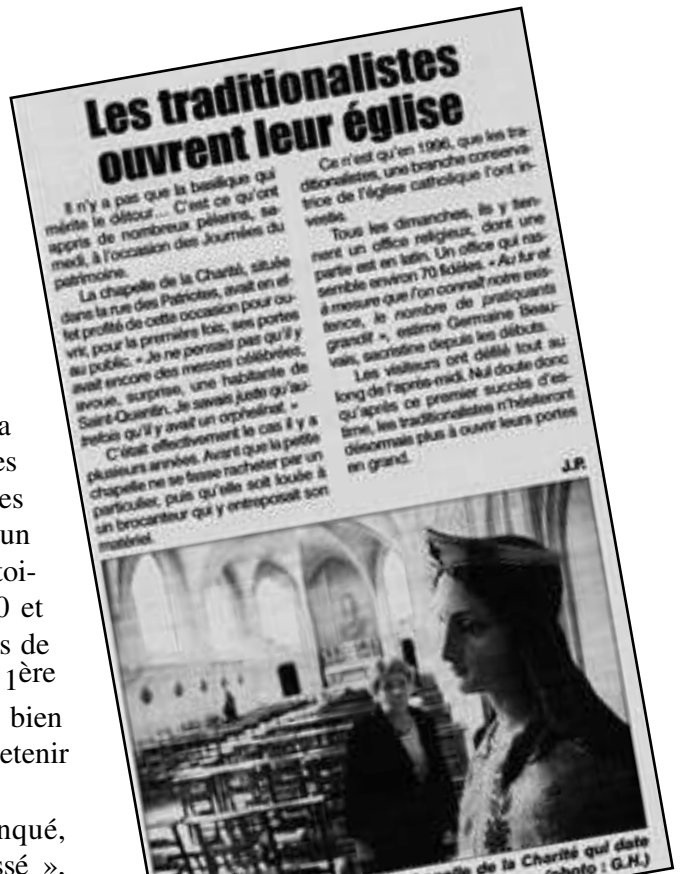 Les traditionalistes
ouvrent leur église
Il n'y a pas que la basilique qui
mérite le détour... C'est ce qu'ont
appris de nombreux pèlerins, sa-
medi, à l'occasion des Journées du
patrimoine.
La chapelle de la Charité, située
dans la rue des Patriotes, avait en ef-
fet profité de cette occasion pour ou-
vrir, pour la première fois, ses portes
au public. « Je ne pensais pas qu'il y
avait encore des messes célébrées,
avoue, surprise, une habitante de
Saint-Quentin. Je savais juste qu'au-
trefois qu'il y avait un orphelinat. »
C'était effectivement le cas il y a
plusieurs années. Avant que la petite
chapelle ne se fasse racheter par un
particulier, puis qu'elle soit louée à
un brocanteur qui y entreposait son
matériel.
Ce n'est qu'en 1996, que les tra-
ditionalistes, une branche conserva-
trice de l'église catholique l'ont in-
vestie.
Tous les dimanches, ils y tien-
nent un office religieux, dont une
partie est en latin. Un office qui ras-
semble environ 70 fidèles. « Au fur et
à mesure que l'on connaît notre exis-
tence, le nombre de pratiquants
grandit », estime Germaine Beau-
vais, sacristine depuis les débuts.
Les visiteurs ont défilé tout au
long de l'après-midi. Nul doute donc
qu'après ce premier succès d'es-
time, les traditionalistes n'hésiteront
désormais plus à ouvrir leurs portes
en grand.
J.P.
de la Charité qui date
(photo : G.H.)
a
es
es
un
toi-
0 et
s de
1ère
bien
etenir
nqué,
ssé »,